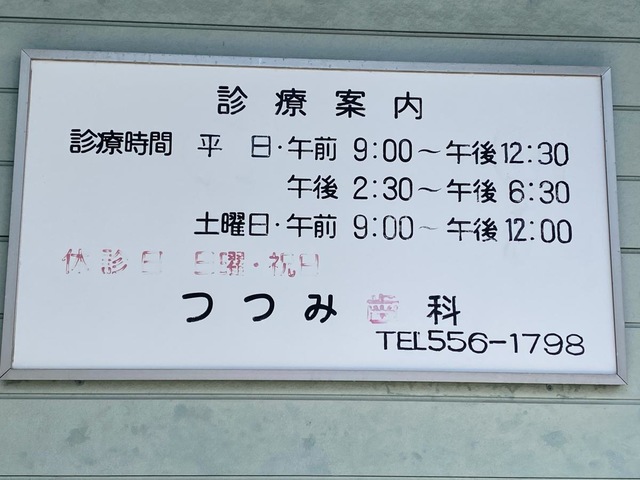 診療案内
診療時間 平 日・午前 9:00～午後12:30
午後 2:30～午後 6:30
土曜日・午前 9:00～午後 12:00
休診日 日曜・祝日
つつみ歯科
TEL556-1798